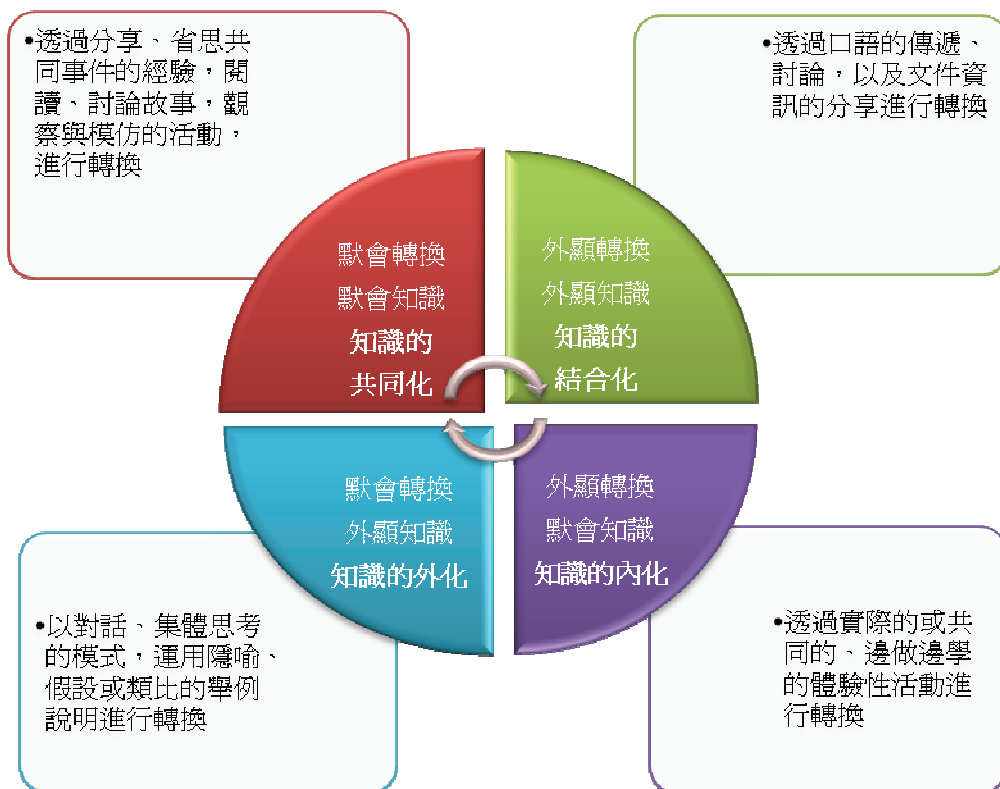 •透過分享、省思共
同事件的經驗，閱
讀、討論故事，觀
察與模仿的活動，
進行轉換
•透過口語的傳遞、
討論，以及文件資
訊的分享進行轉換
默會轉換
默會知識
知識的
共同化
外顯轉換
外顯知識
知識的
結合化
默會轉換
外顯知識
知識的外化
外顯轉換
默會知識
知識的內化
•以對話、集體思考
的模式，運用隱喻、
假設或類比的舉例
說明進行轉換
•透過實際的或共
同的、邊做邊學
的體驗性活動進
行轉換